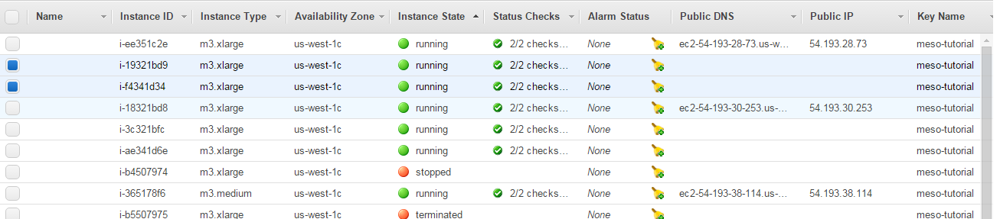 Name Instance ID Instance Type Availability Zone Instance State Status Checks Alarm Status Public DNS Public IP Key Name
i-ee351c2e m3.xlarge us-west-1c running 2/2 checks... None ec2-54-193-28-73.us-w... 54.193.28.73 meso-tutorial
i-19321bd9 m3.xlarge us-west-1c running 2/2 checks... None meso-tutorial
i-f4341d34 m3.xlarge us-west-1c running 2/2 checks... None meso-tutorial
i-18321bd8 m3.xlarge us-west-1c running 2/2 checks... None ec2-54-193-30-253.us-... 54.193.30.253 meso-tutorial
i-3c321bfc m3.xlarge us-west-1c running 2/2 checks... None meso-tutorial
i-ae341d6e m3.xlarge us-west-1c running 2/2 checks... None meso-tutorial
i-b4507974 m3.xlarge us-west-1c stopped None meso-tutorial
i-365178f6 m3.medium us-west-1c running 2/2 checks... None ec2-54-193-38-114.us-... 54.193.38.114 meso-tutorial
i-b5507975 m3.xlarge us-west-1c terminated None meso-tutorial